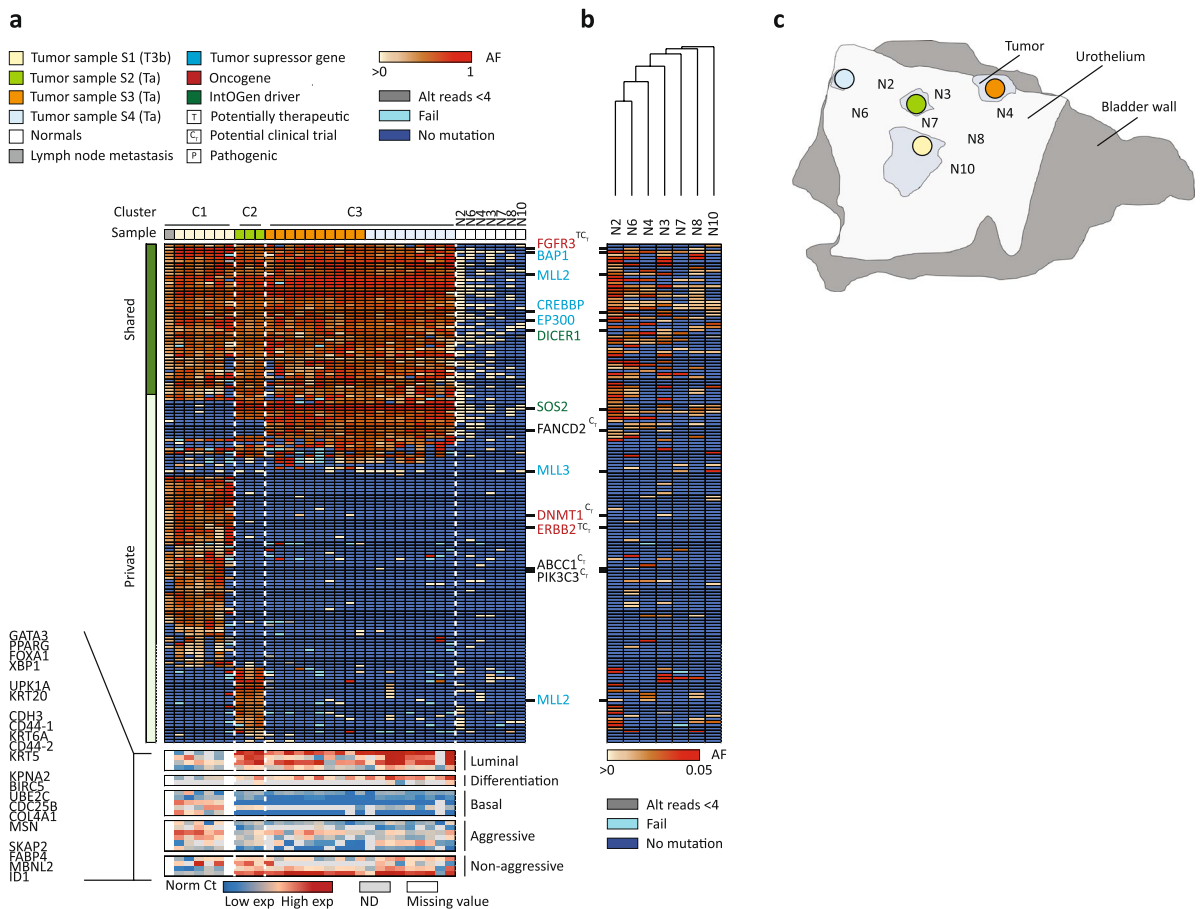 a
Tumor sample S1 (T3b)
Tumor sample S2 (Ta)
Tumor sample S3 (Ta)
Tumor sample S4 (Ta)
Normals
Lymph node metastasis
Tumor supressor gene
Oncogene
IntOGen driver
T Potentially therapeutic
CT Potential clinical trial
P Pathogenic
AF
>0 1
Alt reads <4
Fail
No mutation
Cluster C1 C2 C3
Sample
N2 N6 N4 N3 N7 N8 N10
Shared
Private
FGFR3 TCT
BAP1
MLL2
CREBBP
EP300
DICER1
SOS2
FANCD2 CT
MLL3
DNMT1 CT
ERBB2 TCT
ABCC1 CT
PIK3C3 CT
MLL2
GATA3
PPARG
FOXA1
XBP1
UPK1A
KRT20
CDH3
CD44-1
KRT6A
CD44-2
KRT5
KPNA2
BIRC5
UBE2C
CDC25B
COL4A1
MSN
SKAP2
FABP4
MBNL2
ID1
Luminal
Differentiation
Basal
Aggressive
Non-aggressive
Norm Ct
Low exp High exp
ND
Missing value
b
N2 N6 N4 N3 N7 N8 N10
AF
>0 0.05
Alt reads <4
Fail
No mutation
c
Tumor
Urothelium
Bladder wall
N2
N3
N4
N6
N7
N8
N10